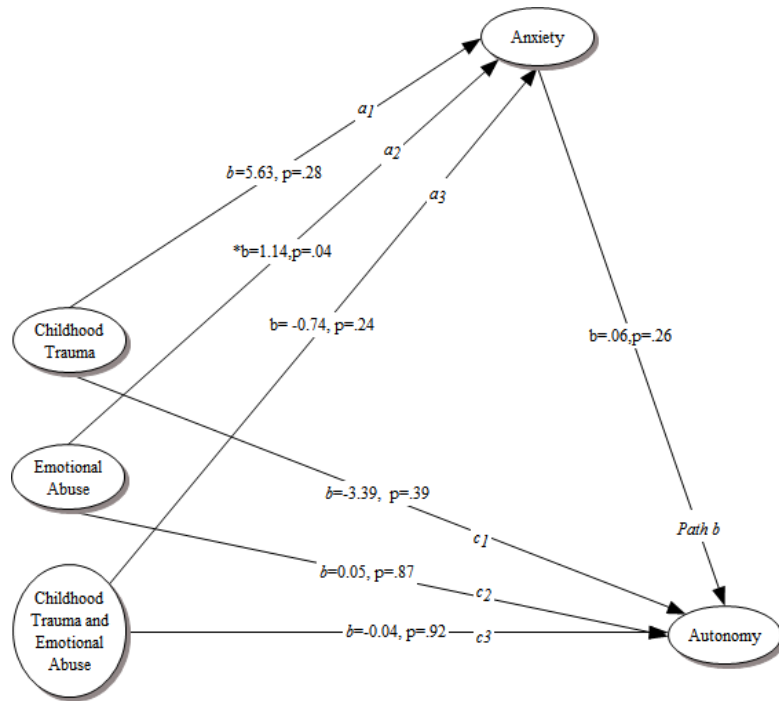 Anxiety
a1
a2
b=5.63, p=.28
a3
*b=1.14,p=.04
Childhood
Trauma
b= -0.74, p=.24
b=.06,p=.26
Emotional
Abuse
b=-3.39, p=.39
Path b
c1
b=0.05, p=.87
c2
Childhood
Trauma and
Emotional
Abuse
b=-0.04, p=.92
c3
Autonomy